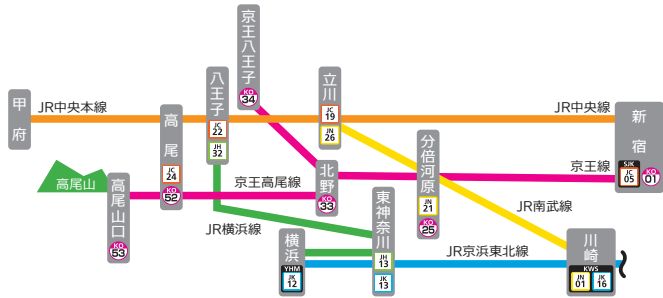 京王八王子
KO
34
八王子
JC
22
JH
32
立川
JC
19
JN
26
甲府
JR中央本線
JR中央線
新宿
SJK
JC
05
KO
01
高尾
JC
24
KO
52
分倍河原
JN
21
KO
25
北野
KO
33
京王線
高尾山
高尾山口
KO
53
京王高尾線
東神奈川
JH
13
JK
13
JR南武線
JR横浜線
横浜
YHM
JK
12
JR京浜東北線
川崎
KWS
JN
01
JK
16